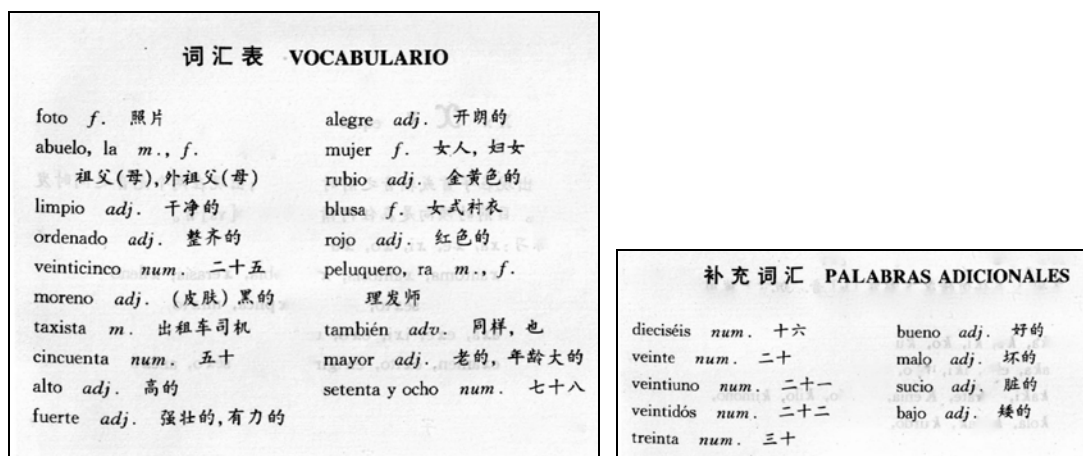 词汇表 VOCABULARIO
foto f. 照片
abuelo, la m., f.
祖父(母),外祖父(母)
limpio adj. 干净的
ordenado adj. 整齐的
veinticinco num. 二十五
moreno adj. (皮肤)黑的
taxista m. 出租车司机
cincuenta num. 五十
alto adj. 高的
fuerte adj. 强壮的,有力的
alegre adj. 开朗的
mujer f. 女人,妇女
rubio adj. 金黄色的
blusa f. 女式衬衣
rojo adj. 红色的
peluquero, ra m., f.
理发师
también adv. 同样,也
mayor adj. 老的,年龄大的
setenta y ocho num. 七十八
补充词汇 PALABRAS ADICIONALES
dieciséis num. 十六
veinte num. 二十
veintiuno num. 二十一
veintidós num. 二十二
treinta num. 三十
bueno adj. 好的
malo adj. 坏的
sucio adj. 脏的
bajo adj. 矮的